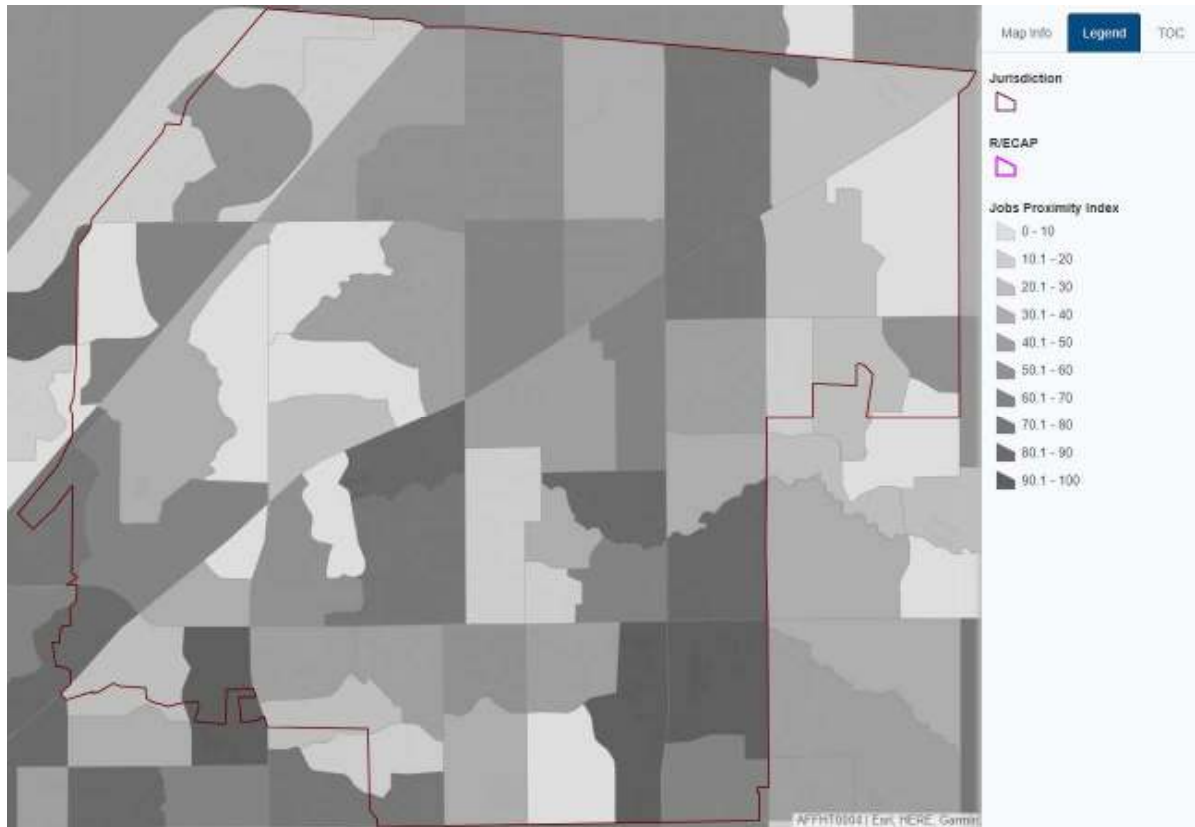 Map Info Legend TOC
Jurisdiction
R/ECAP
Jobs Proximity Index
0 - 10
10.1 - 20
20.1 - 30
30.1 - 40
40.1 - 50
50.1 - 60
60.1 - 70
70.1 - 80
80.1 - 90
90.1 - 100
AFFHT0004 | Esri, HERE, Garmin